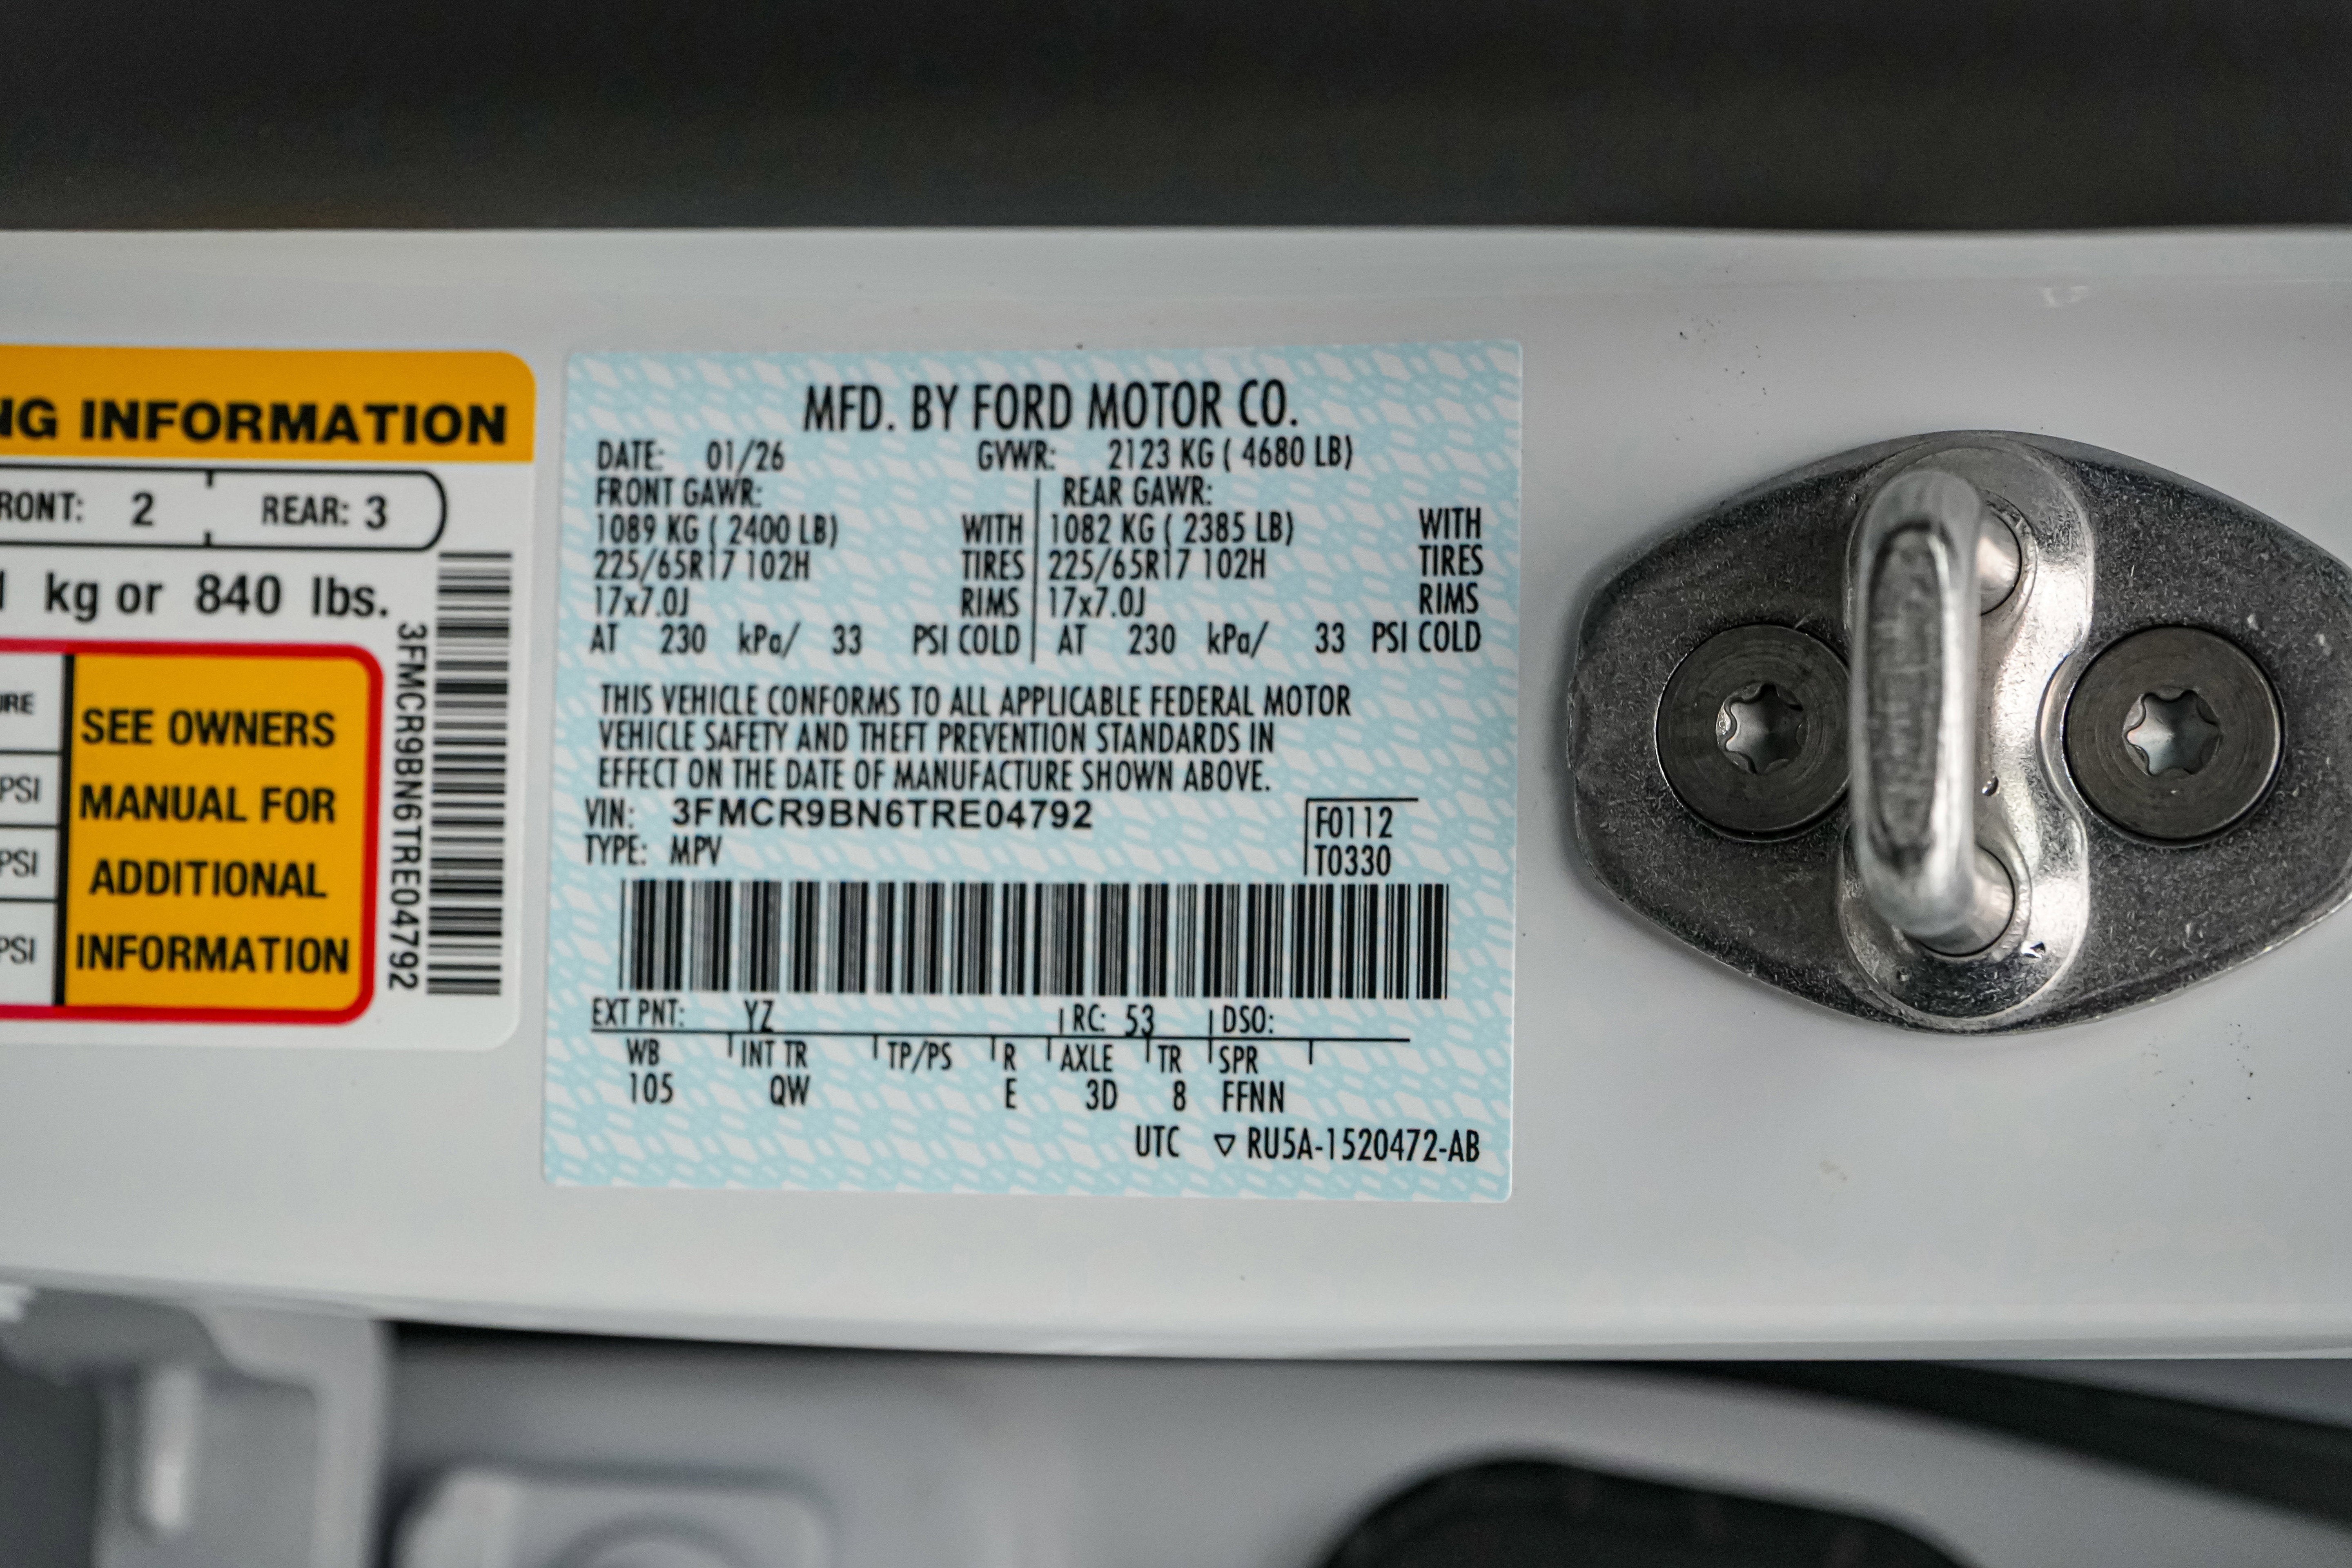 NG INFORMATION
RONT: 2 REAR: 3
kg or 840 lbs.
URE
PSI
PSI
PSI
SEE OWNERS
MANUAL FOR
ADDITIONAL
INFORMATION
3FMCR9BN6TRE04792
MFD. BY FORD MOTOR CO.
DATE: 01/26 GVWR: 2123 KG ( 4680 LB)
FRONT GAWR: REAR GAWR:
1089 KG ( 2400 LB) WITH 1082 KG ( 2385 LB) WITH
225/65R17 102H TIRES 225/65R17 102H TIRES
17x7.0J RIMS 17x7.0J RIMS
AT 230 kPa/ 33 PSI COLD AT 230 kPa/ 33 PSI COLD
THIS VEHICLE CONFORMS TO ALL APPLICABLE FEDERAL MOTOR
VEHICLE SAFETY AND THEFT PREVENTION STANDARDS IN
EFFECT ON THE DATE OF MANUFACTURE SHOWN ABOVE.
VIN: 3FMCR9BN6TRE04792 F0112
TYPE: MPV T0330
EXT PNT: YZ RC: 53 DSO:
WB INT TR TP/PS R AXLE TR SPR
105 QW E 3D 8 FFNN
UTC ▽ RU5A-1520472-AB